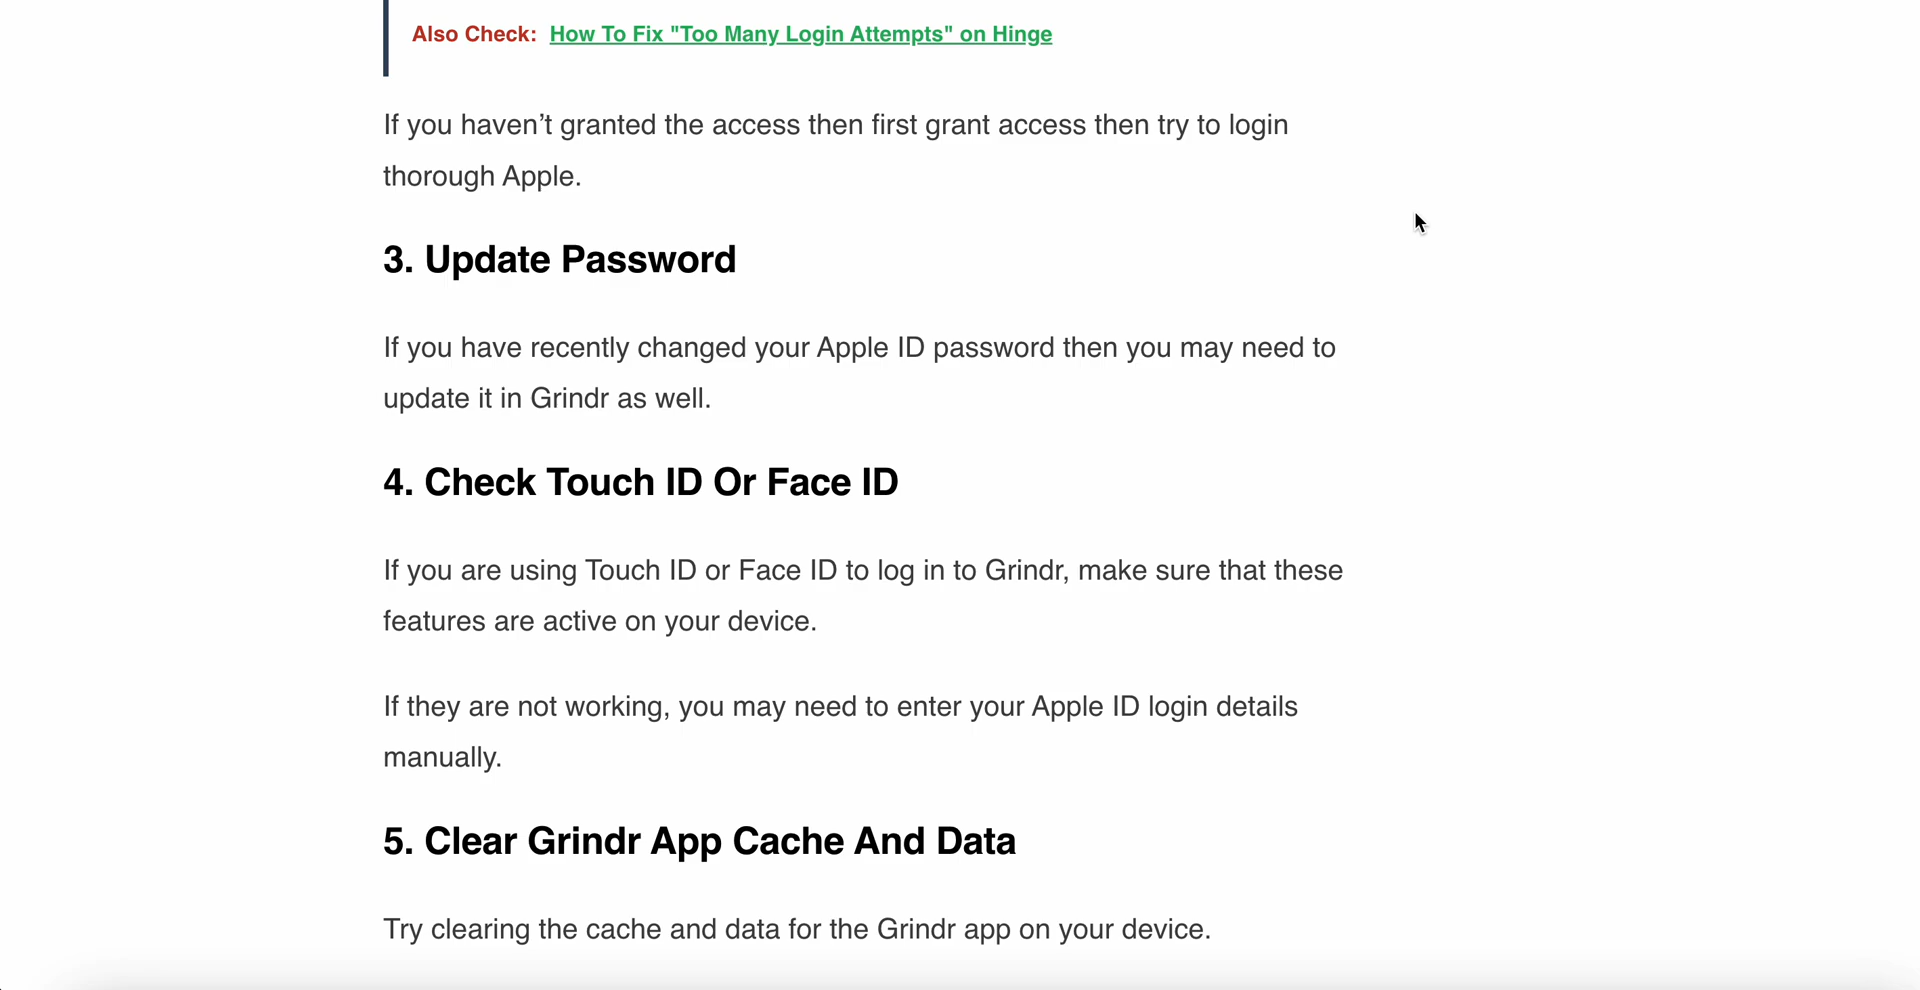 Also Check: How To Fix "Too Many Login Attempts" on Hinge
If you haven’t granted the access then first grant access then try to login
thorough Apple.
3. Update Password
If you have recently changed your Apple ID password then you may need to
update it in Grindr as well.
4. Check Touch ID Or Face ID
If you are using Touch ID or Face ID to log in to Grindr, make sure that these
features are active on your device.
If they are not working, you may need to enter your Apple ID login details
manually.
5. Clear Grindr App Cache And Data
Try clearing the cache and data for the Grindr app on your device.